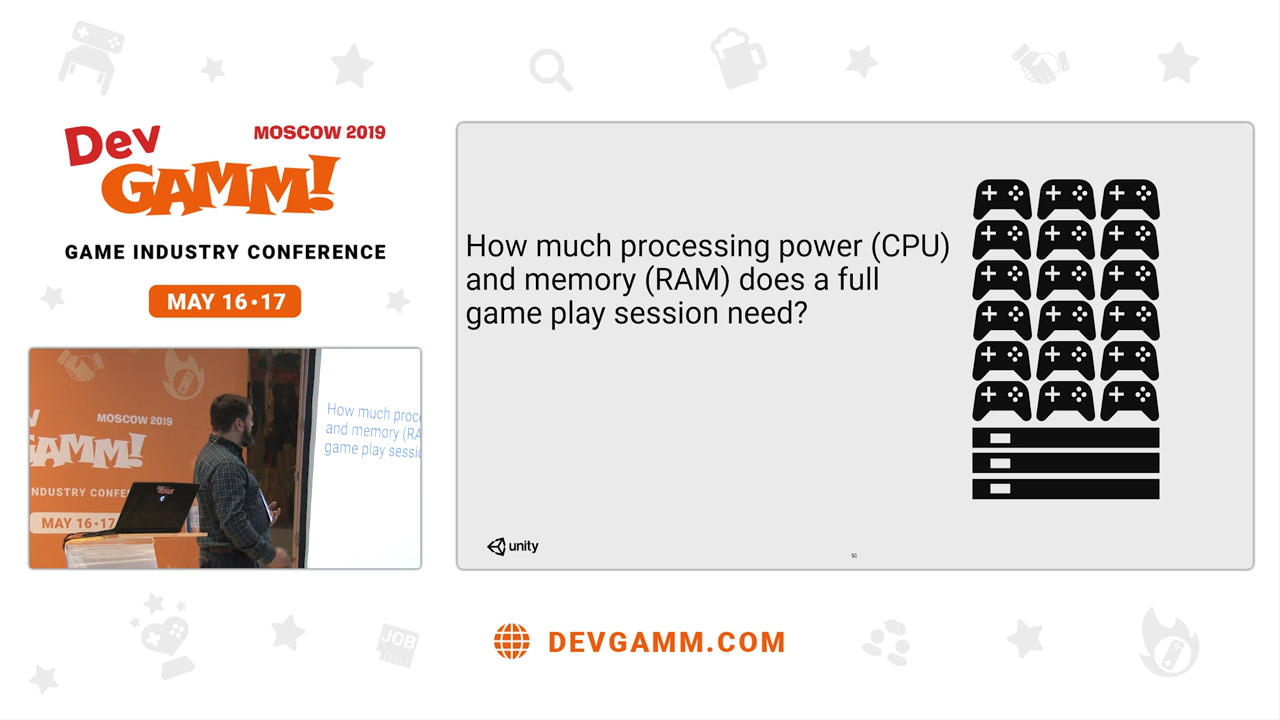 Dev
GAMM!
MOSCOW 2019
GAME INDUSTRY CONFERENCE
MAY 16•17
How much processing power (CPU)
and memory (RAM) does a full
game play session need?
unity
MOSCOW 2019
GAMM!
INDUSTRY CONFE
MAY 16•17
How much proc
and memory (RA
game play sessi
JOB
DEVGAMM.COM